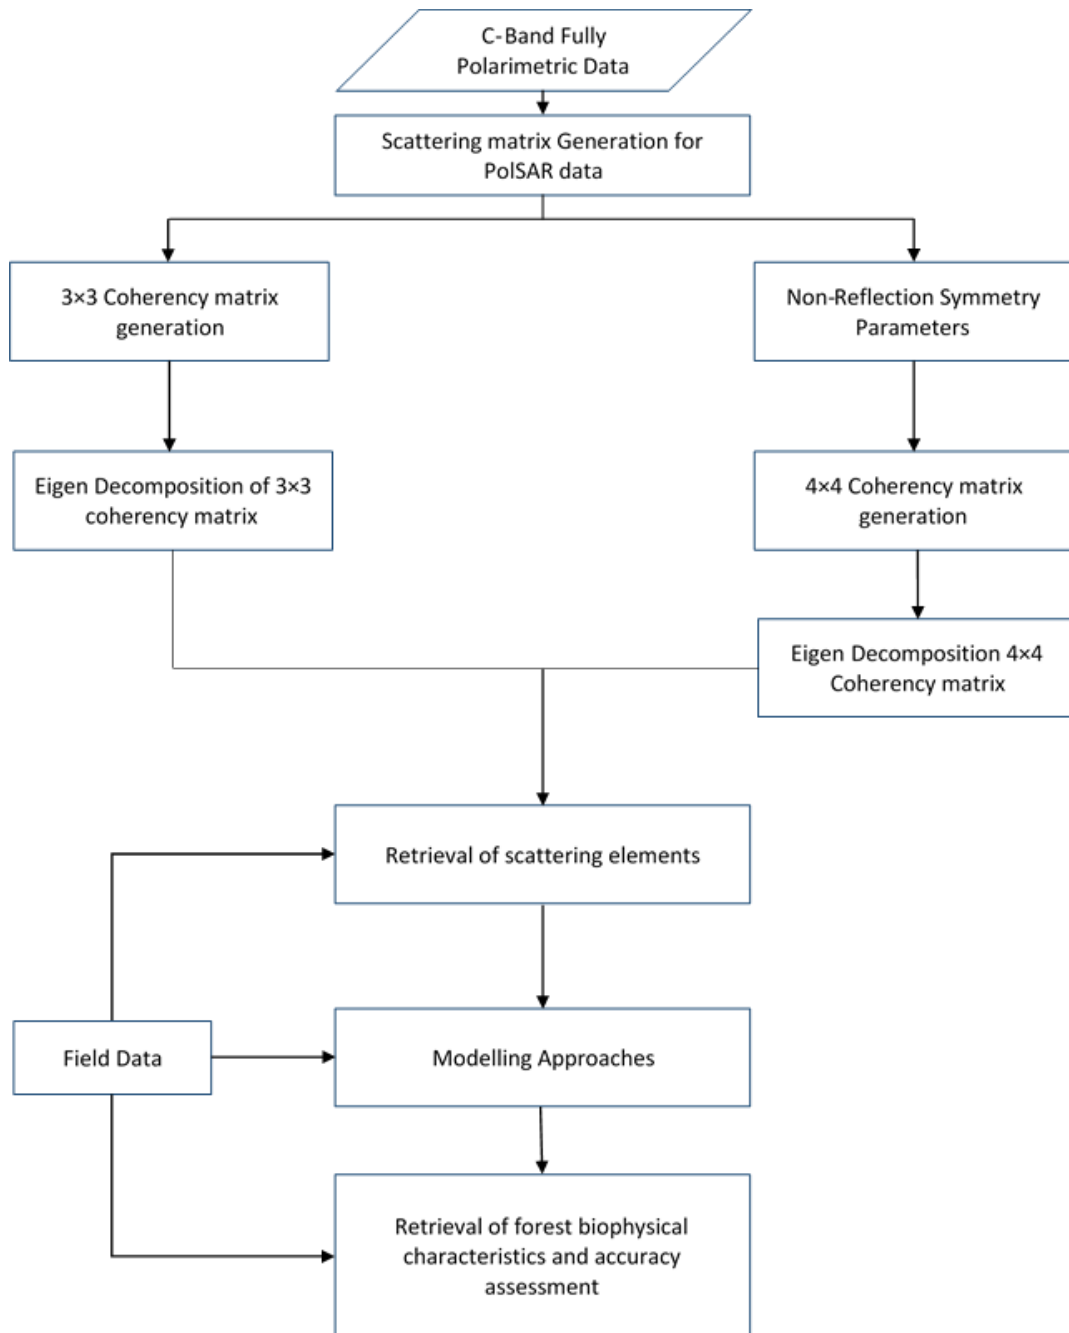 C-Band Fully
Polarimetric Data
Scattering matrix Generation for
PolSAR data
3×3 Coherency matrix
generation
Non-Reflection Symmetry
Parameters
Eigen Decomposition of 3×3
coherency matrix
4×4 Coherency matrix
generation
Eigen Decomposition 4×4
Coherency matrix
Retrieval of scattering elements
Field Data
Modelling Approaches
Retrieval of forest biophysical
characteristics and accuracy
assessment